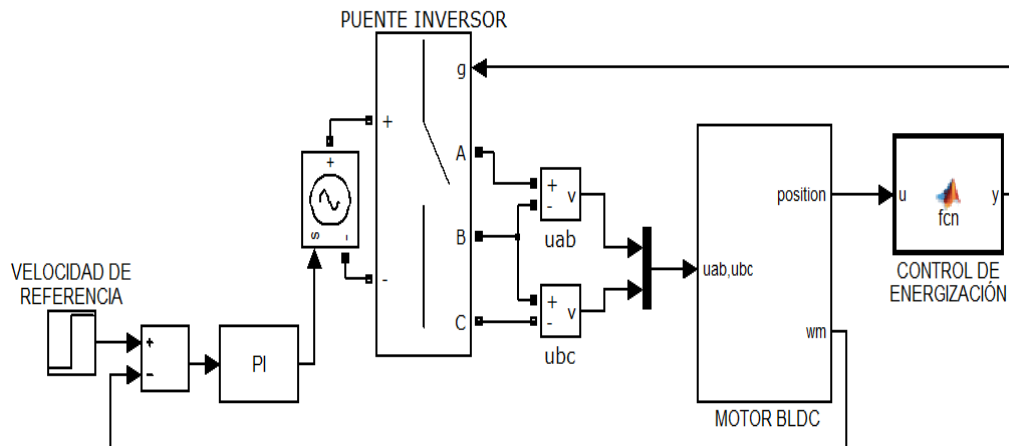 PUENTE INVERSOR
g
+
A
+
s
-
B
-
C
+
-
v
uab
+
-
v
ubc
uab,ubc
position
wm
MOTOR BLDC
u
fcn
y
CONTROL DE
ENERGIZACIÓN
VELOCIDAD DE
REFERENCIA
+
-
PI